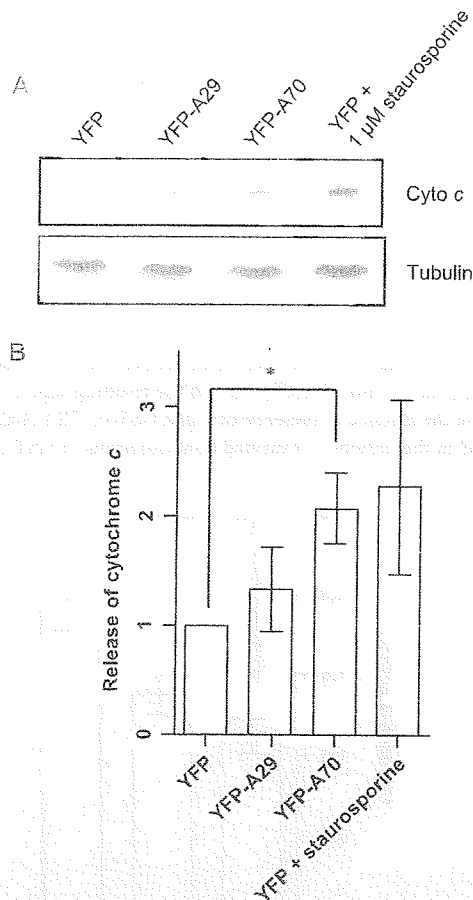 A
YFP
YFP-A29
YFP-A70
YFP +
1 µM staurosporine
Cyto c
Tubulin
B
*
3
2
1
0
Release of cytochrome c
YFP
YFP-A29
YFP-A70
YFP + staurosporine